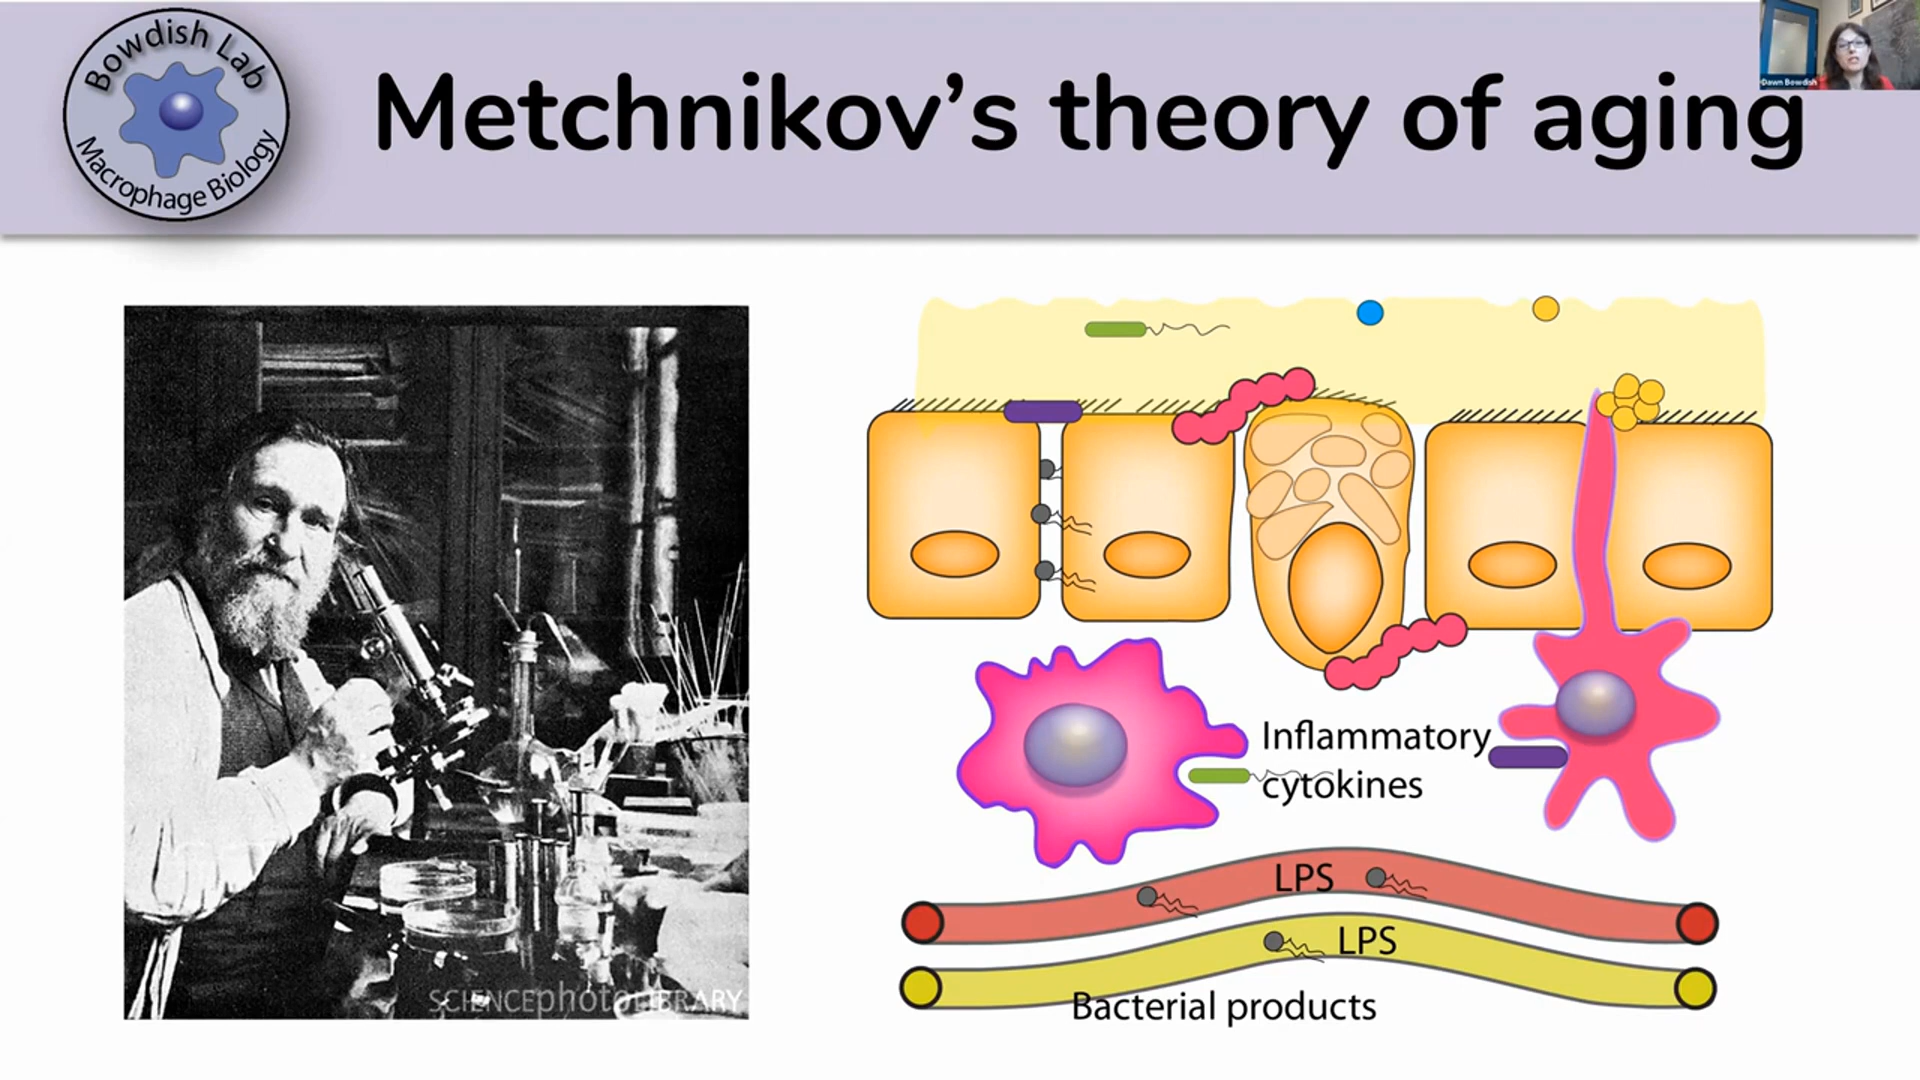 Bowdish Lab
Macrophage Biology
Metchnikov’s theory of aging
Dawn Bowdish
SCIENCEphotoLIBRARY
Inflammatory
cytokines
LPS
LPS
Bacterial products